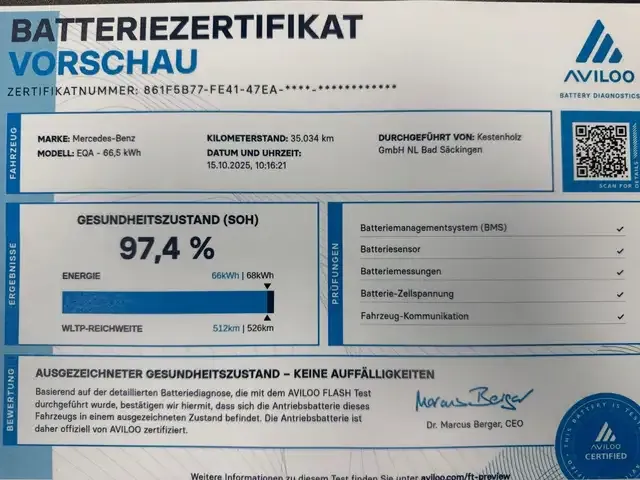 BATTERIEZERTIFIKAT
VORSCHAU
ZERTIFIKATNUMMER: 861F5B77-FE41-47EA-****-************
AVILOO
BATTERY DIAGNOSTICS
FAHRZEUG
MARKE: Mercedes-Benz
MODELL: EQA - 66,5 kWh
KILOMETERSTAND: 35.034 km
DATUM UND UHRZEIT:
15.10.2025, 10:16:21
DURCHGEFÜHRT VON: Kestenholz
GmbH NL Bad Säckingen
SCAN FOR
DETAILS
ERGEBNISSE
GESUNDHEITSZUSTAND (SOH)
97,4 %
ENERGIE 66kWh | 68kWh
WLTP-REICHWEITE 512km | 526km
PRÜFUNGEN
Batteriemanagementsystem (BMS) ✓
Batteriesensor ✓
Batteriemessungen ✓
Batterie-Zellspannung ✓
Fahrzeug-Kommunikation ✓
BEWERTUNG
AUSGEZEICHNETER GESUNDHEITSZUSTAND – KEINE AUFFÄLLIGKEITEN
Basierend auf der detaillierten Batteriediagnose, die mit dem AVILOO FLASH Test
durchgeführt wurde, bestätigen wir hiermit, dass sich die Antriebsbatterie dieses
Fahrzeugs in einem ausgezeichneten Zustand befindet. Die Antriebsbatterie ist
daher offiziell von AVILOO zertifiziert.
Marcus Berger
Dr. Marcus Berger, CEO
THIS BATTERY IS
AVILOO
CERTIFIED
Weitere Informationen zu diesem Test finden Sie unter aviloo.com/ft-preview